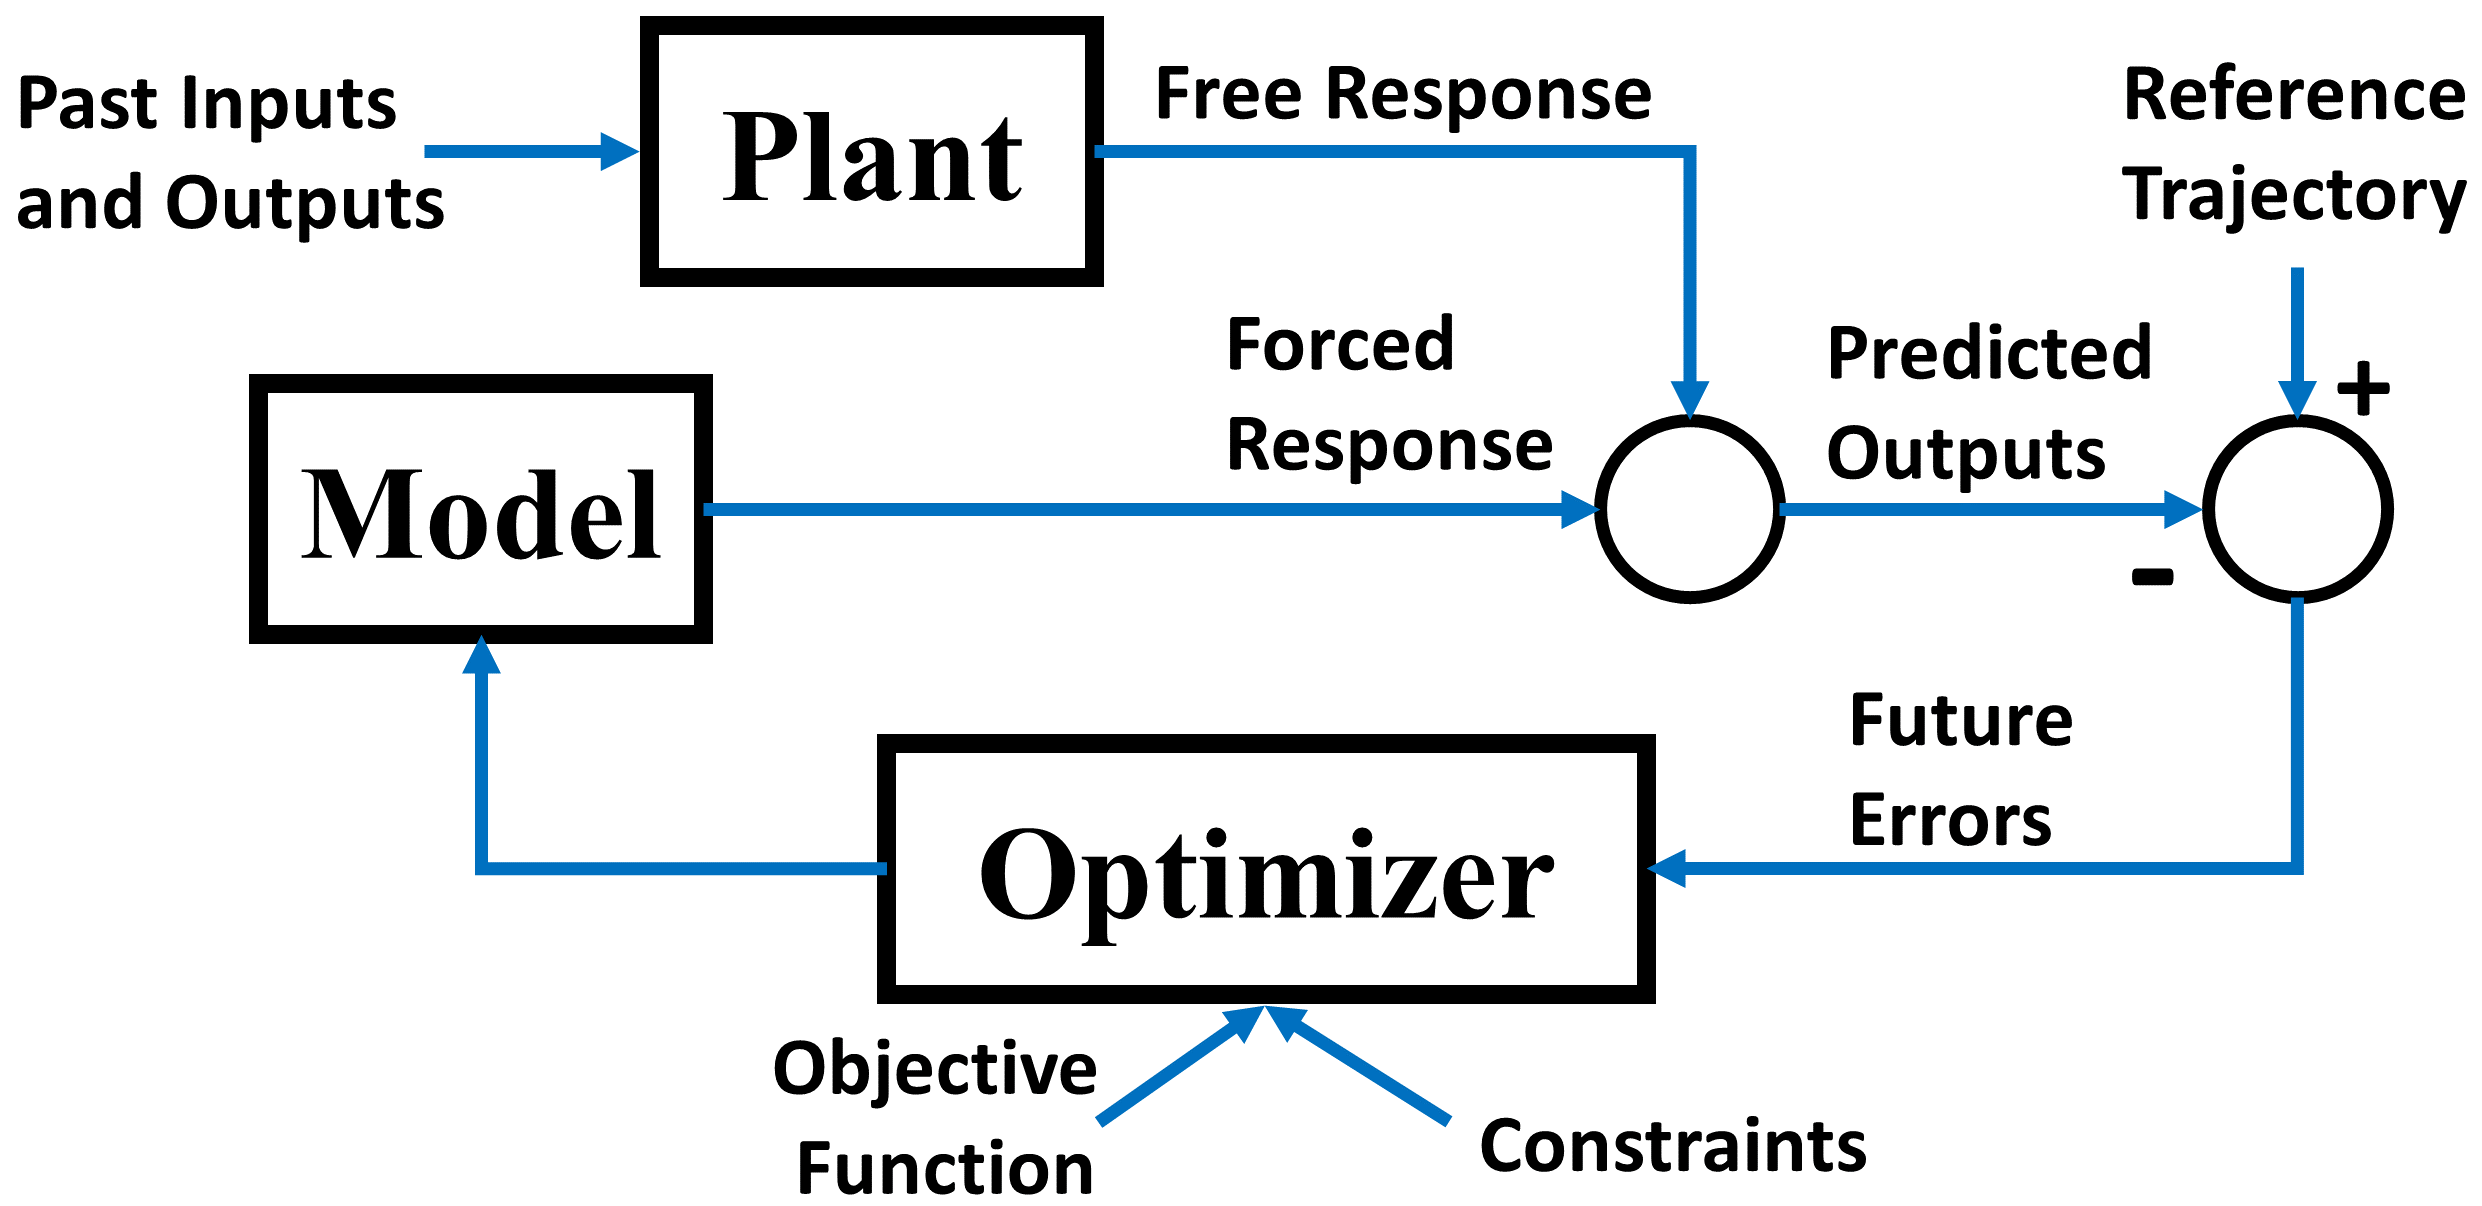 Past Inputs
and Outputs
Plant
Free Response
Reference
Trajectory
Forced
Response
Predicted
Outputs
+
-
Model
Future
Errors
Optimizer
Objective
Function
Constraints